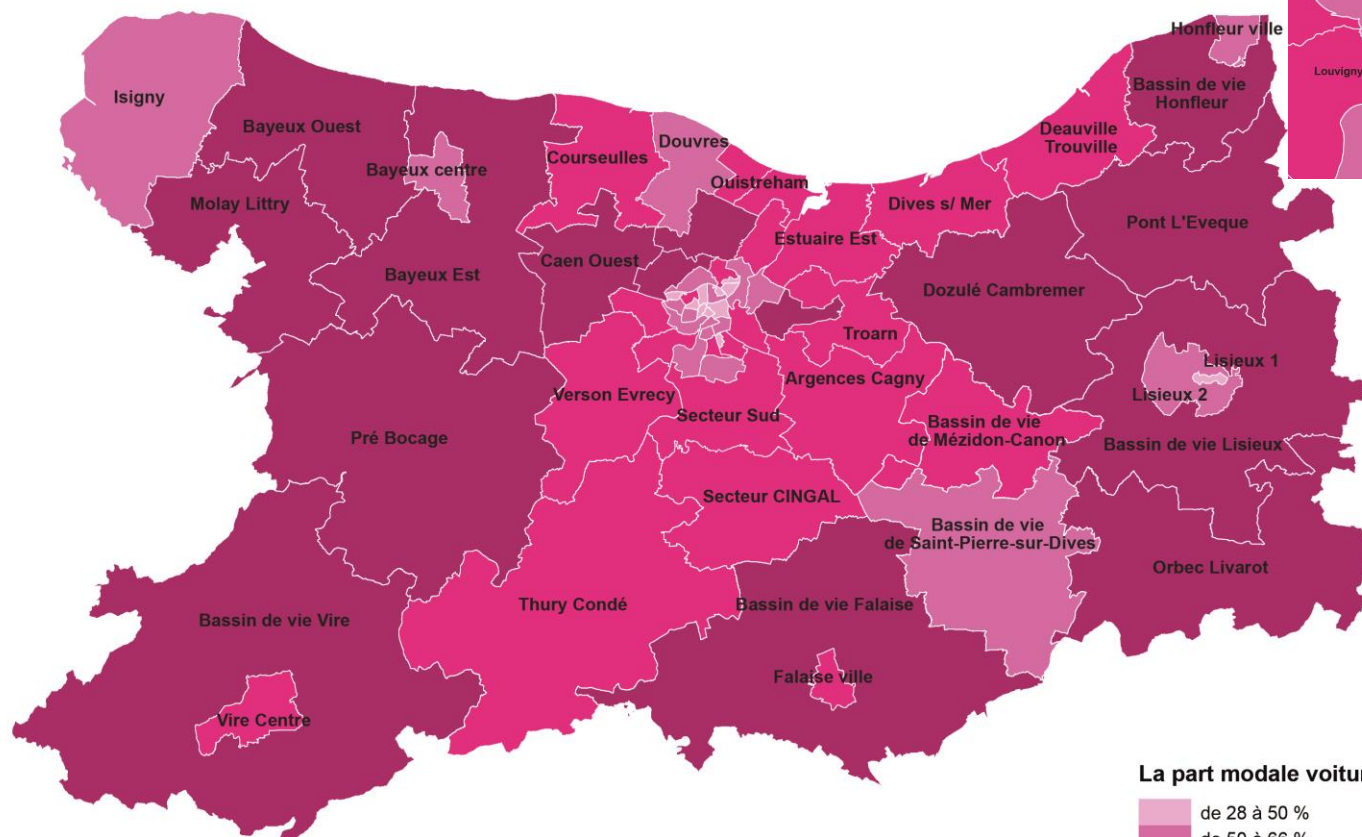 Honfleur ville
Louvigny
Bassin de vie
Honfleur
Isigny
Bayeux Ouest
Deauville
Trouville
Douvres
Courseulles
Bayeux centre
Ouistreham
Molay Littry
Dives s/ Mer
Pont L'Eveque
Estuaire Est
Caen Ouest
Bayeux Est
Dozulé Cambremer
Troarn
Lisieux 1
Argences Cagny
Lisieux 2
Verson Evrecy
Secteur Sud
Bassin de vie
de Mézidon-Canon
Pré Bocage
Bassin de vie Lisieux
Secteur CINGAL
Bassin de vie
de Saint-Pierre-sur-Dives
Orbec Livarot
Thury Condé
Bassin de vie Falaise
Bassin de vie Vire
Falaise ville
Vire Centre
La part modale voitu
de 28 à 50 %